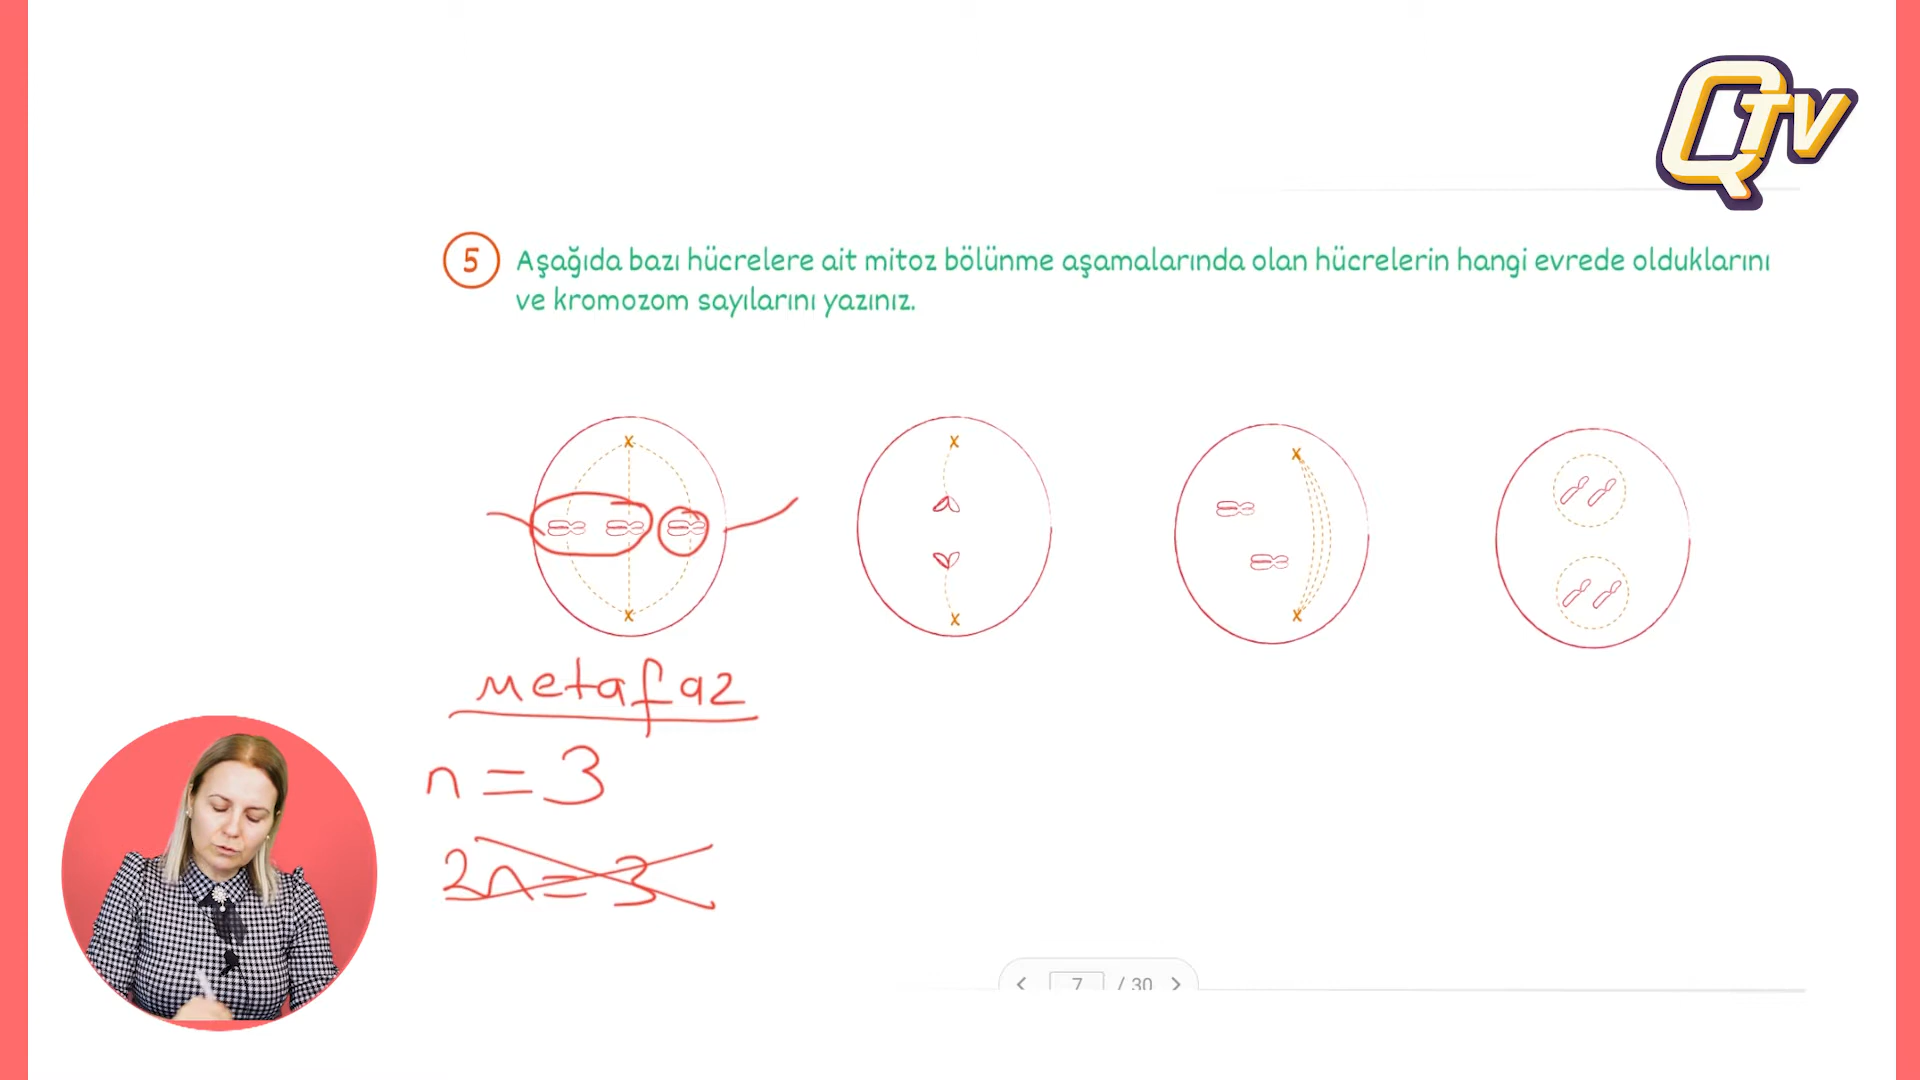 QTV
5 Aşağıda bazı hücrelere ait mitoz bölünme aşamalarında olan hücrelerin hangi evrede olduklarını
ve kromozom sayılarını yazınız.
x x x
x x x
metafaz
n = 3
2n = 3
< 7 / 30 >